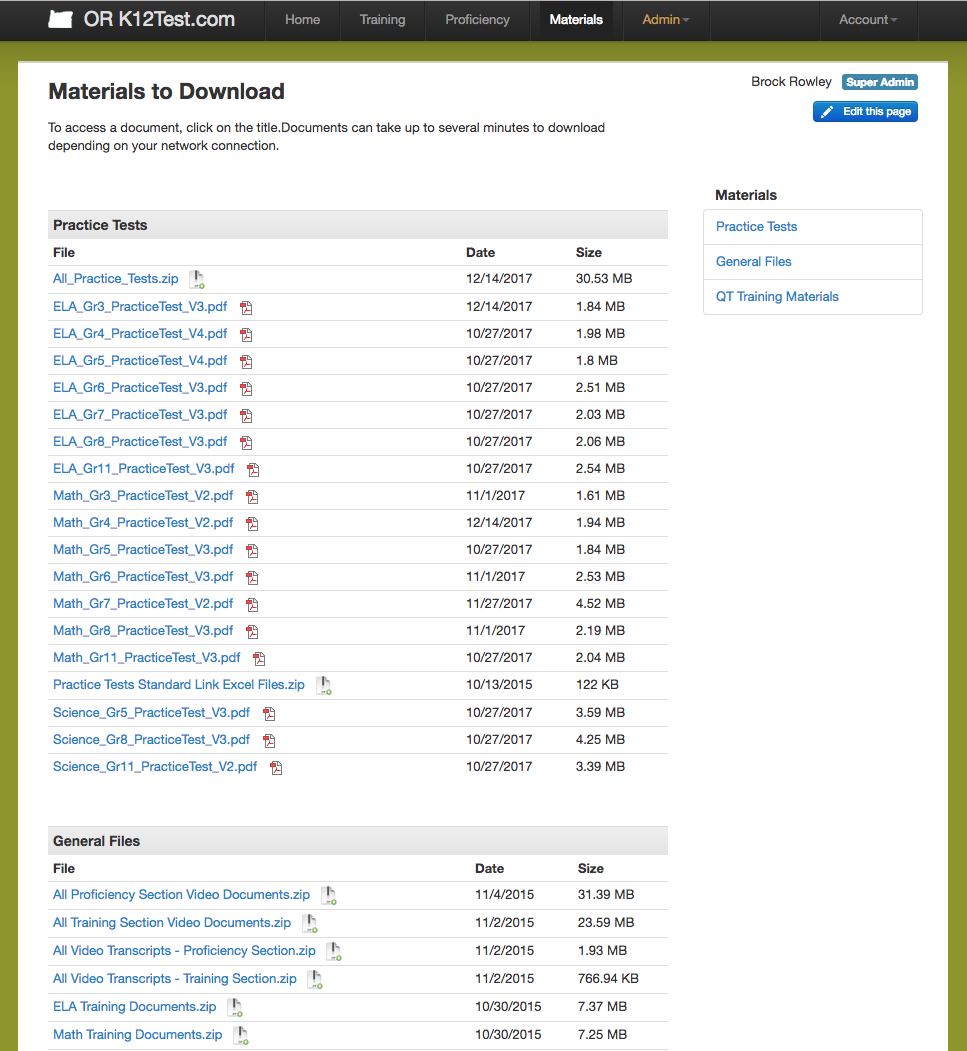 OR K12Test.com Home Training Proficiency Materials Admin Account
Brock Rowley Super Admin
Edit this page
Materials to Download
To access a document, click on the title.Documents can take up to several minutes to download
depending on your network connection.
Materials
Practice Tests
General Files
QT Training Materials
Practice Tests
File Date Size
All_Practice_Tests.zip 12/14/2017 30.53 MB
ELA_Gr3_PracticeTest_V3.pdf 12/14/2017 1.84 MB
ELA_Gr4_PracticeTest_V4.pdf 10/27/2017 1.98 MB
ELA_Gr5_PracticeTest_V4.pdf 10/27/2017 1.8 MB
ELA_Gr6_PracticeTest_V3.pdf 10/27/2017 2.51 MB
ELA_Gr7_PracticeTest_V3.pdf 10/27/2017 2.03 MB
ELA_Gr8_PracticeTest_V3.pdf 10/27/2017 2.06 MB
ELA_Gr11_PracticeTest_V3.pdf 10/27/2017 2.54 MB
Math_Gr3_PracticeTest_V2.pdf 11/1/2017 1.61 MB
Math_Gr4_PracticeTest_V2.pdf 12/14/2017 1.94 MB
Math_Gr5_PracticeTest_V3.pdf 10/27/2017 1.84 MB
Math_Gr6_PracticeTest_V3.pdf 11/1/2017 2.53 MB
Math_Gr7_PracticeTest_V2.pdf 11/27/2017 4.52 MB
Math_Gr8_PracticeTest_V3.pdf 11/1/2017 2.19 MB
Math_Gr11_PracticeTest_V3.pdf 10/27/2017 2.04 MB
Practice Tests Standard Link Excel Files.zip 10/13/2015 122 KB
Science_Gr5_PracticeTest_V3.pdf 10/27/2017 3.59 MB
Science_Gr8_PracticeTest_V3.pdf 10/27/2017 4.25 MB
Science_Gr11_PracticeTest_V2.pdf 10/27/2017 3.39 MB
General Files
File Date Size
All Proficiency Section Video Documents.zip 11/4/2015 31.39 MB
All Training Section Video Documents.zip 11/2/2015 23.59 MB
All Video Transcripts - Proficiency Section.zip 11/2/2015 1.93 MB
All Video Transcripts - Training Section.zip 11/2/2015 766.94 KB
ELA Training Documents.zip 10/30/2015 7.37 MB
Math Training Documents.zip 10/30/2015 7.25 MB